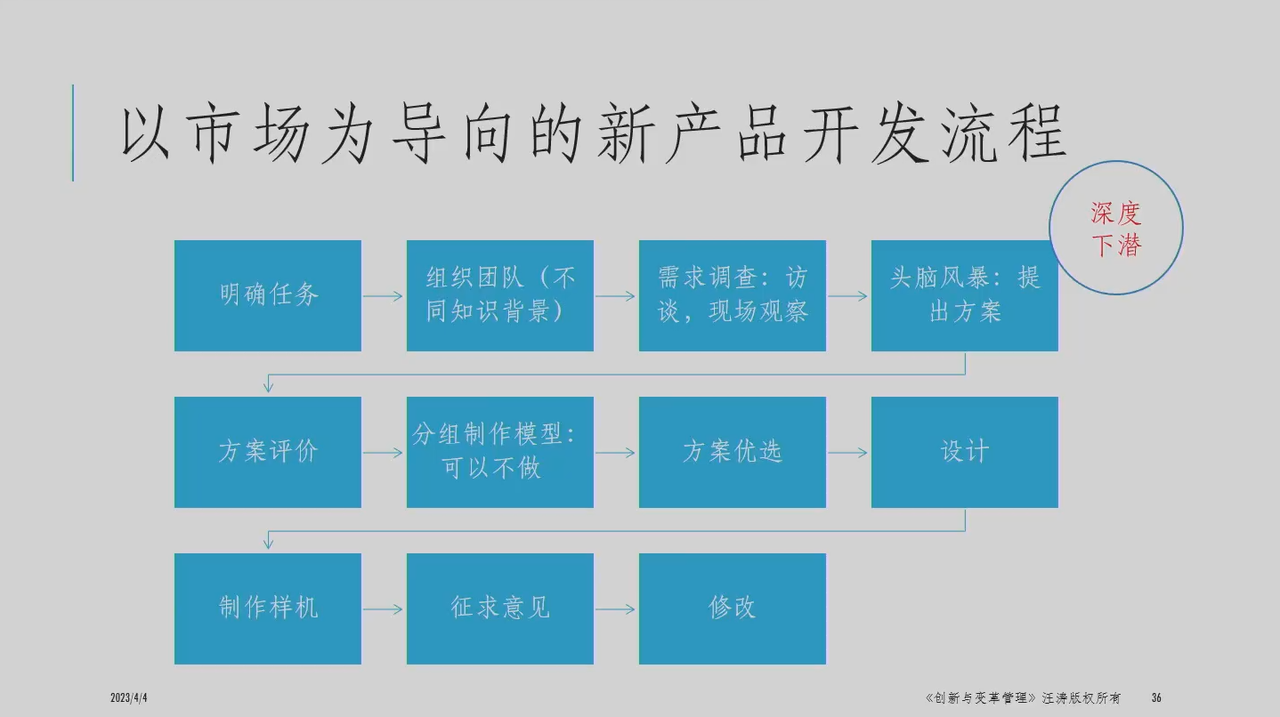 以市场为导向的新产品开发流程
深度
下潜
明确任务
组织团队（不
同知识背景）
需求调查：访
谈，现场观察
头脑风暴：提
出方案
方案评价
分组制作模型：
可以不做
方案优选
设计
制作样机
征求意见
修改
2023/4/4
《创新与变革管理》汪涛版权所有
36